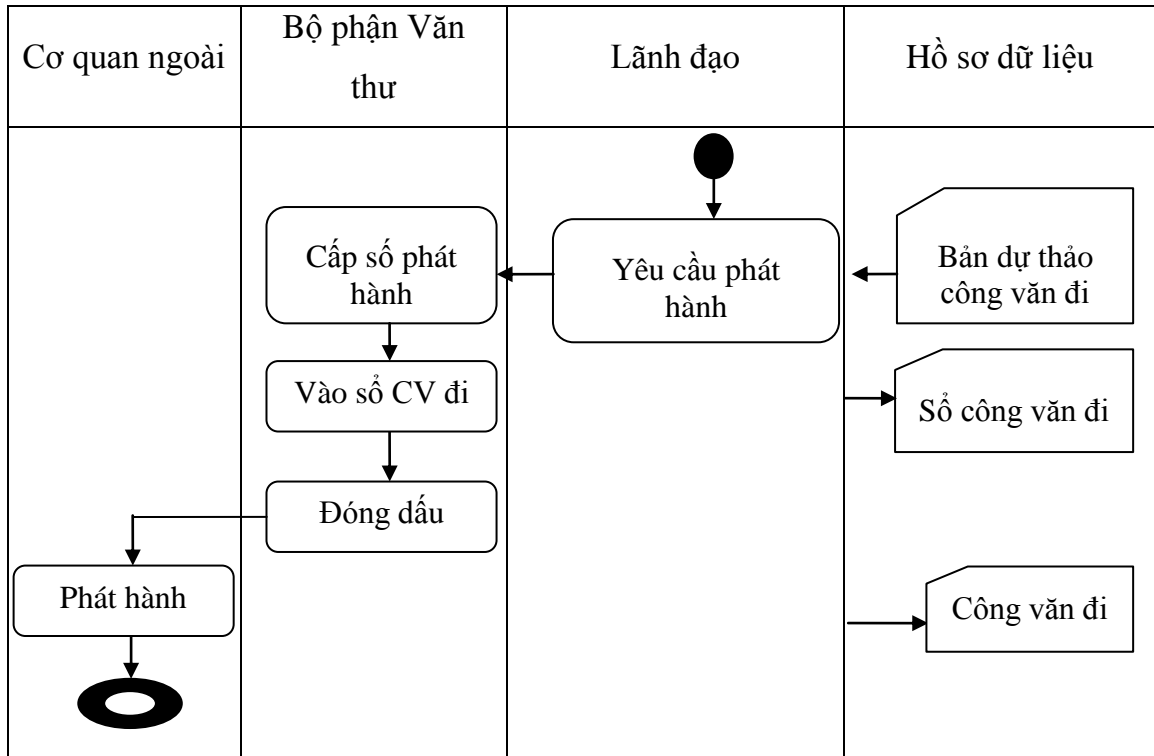 Cơ quan ngoài
Bộ phận Văn
thư
Lãnh đạo
Hồ sơ dữ liệu
Cấp số phát
hành
Yêu cầu phát
hành
Bản dự thảo
công văn đi
Vào sổ CV đi
Sổ công văn đi
Đóng dấu
Phát hành
Công văn đi